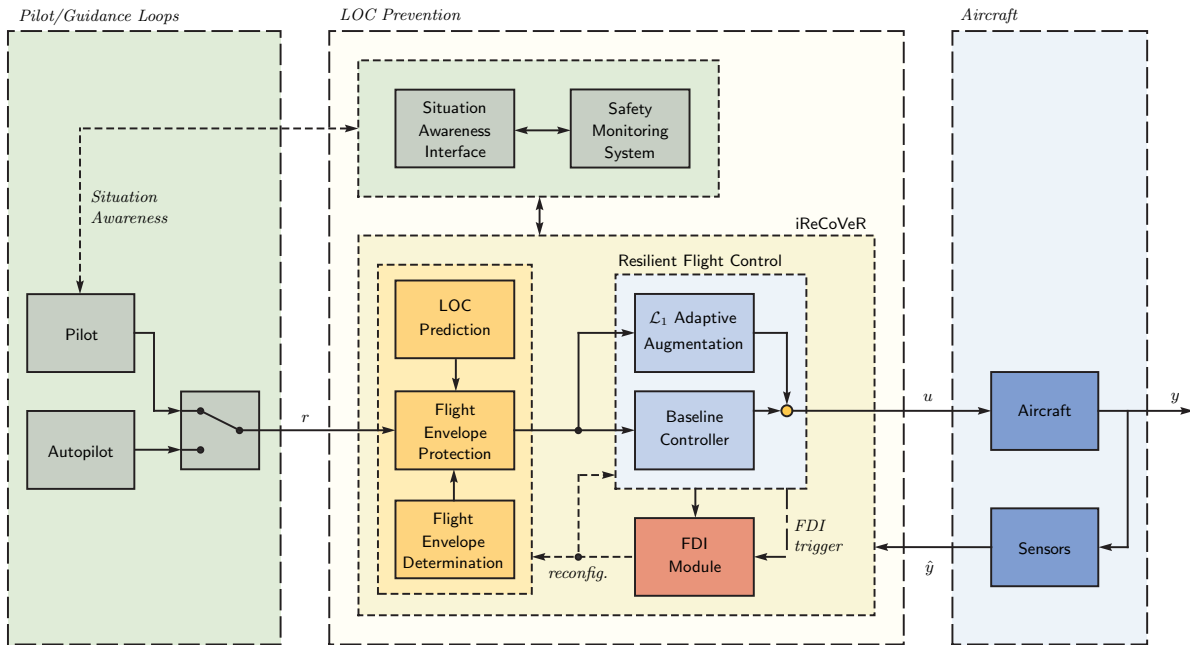 Pilot/Guidance Loops
LOC Prevention
Aircraft
Situation
Awareness
Interface
Safety
Monitoring
System
Situation
Awareness
iReCoVeR
Resilient Flight Control
Pilot
Autopilot
r
LOC
Prediction
Flight
Envelope
Protection
Flight
Envelope
Determination
ℒ₁ Adaptive
Augmentation
Baseline
Controller
FDI
trigger
FDI
Module
reconfig.
u
Aircraft
y
Sensors
ŷ